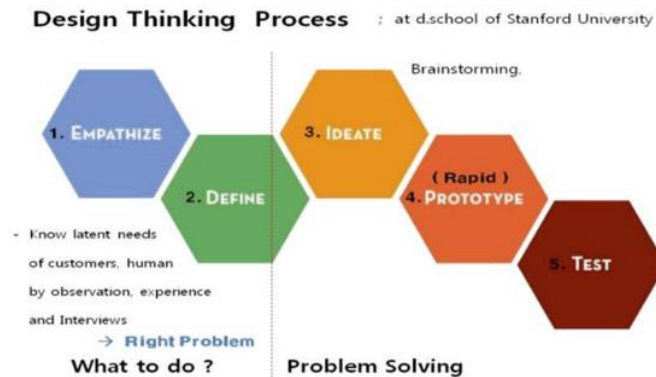 Design Thinking Process ; at d.school of Stanford University
Brainstorming.
1. EMPATHIZE
3. IDEATE
2. DEFINE
( Rapid )
4. PROTOTYPE
5. TEST
- Know latent needs
of customers, human
by observation, experience
and Interviews
→ Right Problem
What to do ?
Problem Solving